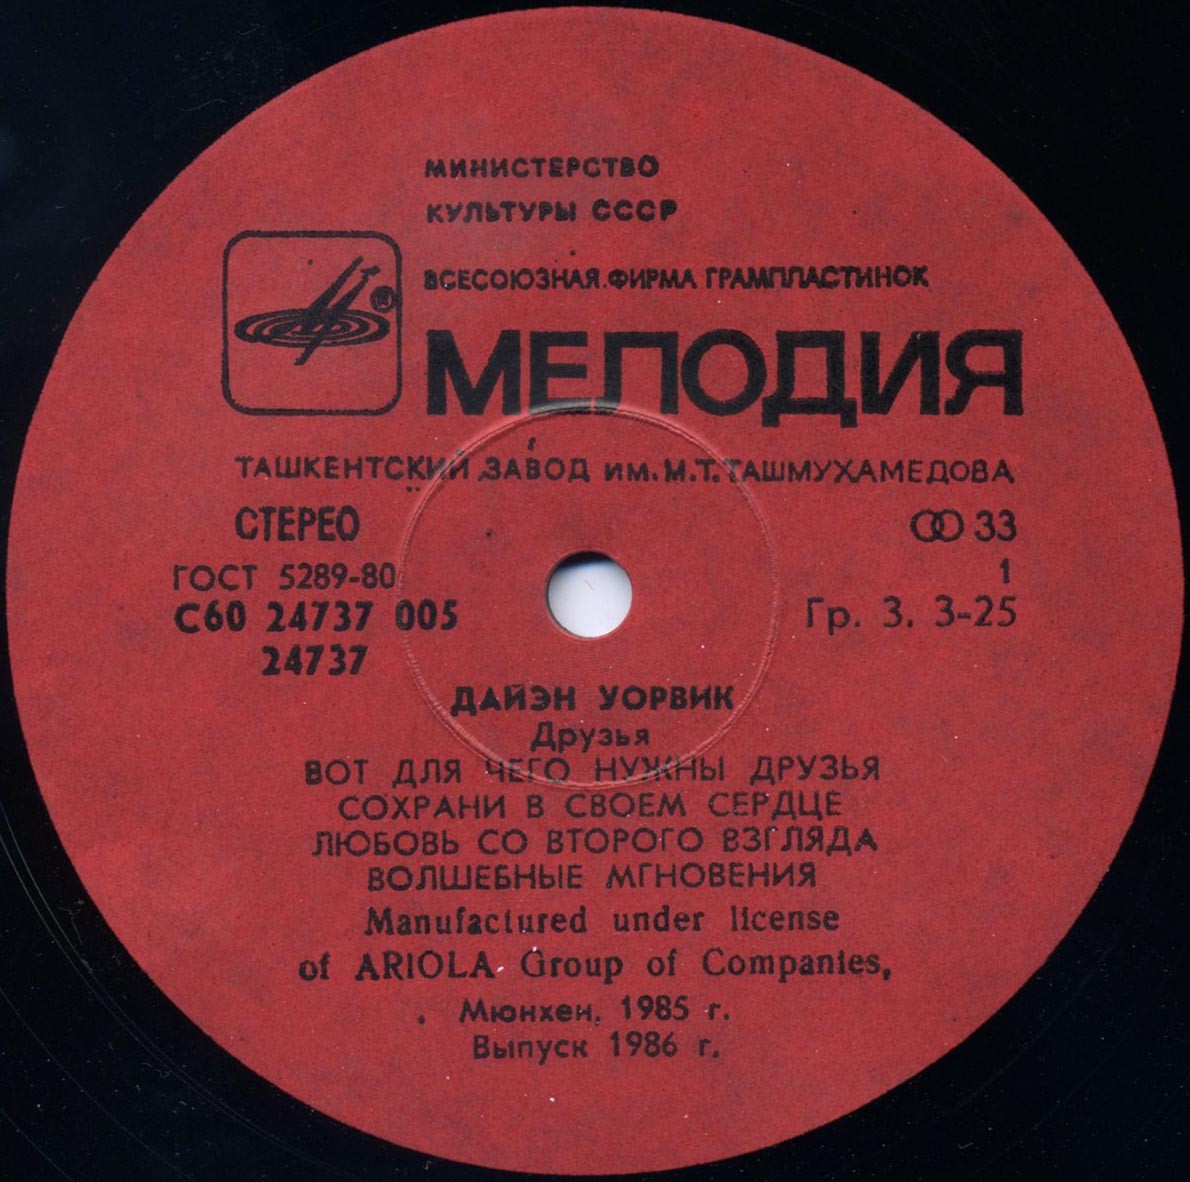 МИНИСТЕРСТВО
КУЛЬТУРЫ СССР
ВСЕСОЮЗНАЯ ФИРМА ГРАМПЛАСТИНОК
®
МЕЛОДИЯ
ТАШКЕНТСКИЙ ЗАВОД ИМ. М.Т. ТАШМУХАМЕДОВА
СТЕРЕО 33
ГОСТ 5289-80 1
С60 24737 005 Гр. 3. 3-25
24737
ДАЙЭН УОРВИК
Друзья
ВОТ ДЛЯ ЧЕГО НУЖНЫ ДРУЗЬЯ
СОХРАНИ В СВОЕМ СЕРДЦЕ
ЛЮБОВЬ СО ВТОРОГО ВЗГЛЯДА
ВОЛШЕБНЫЕ МГНОВЕНИЯ
Manufactured under license
of ARIOLA Group of Companies,
Мюнхен, 1985 г.
Выпуск 1986 г.